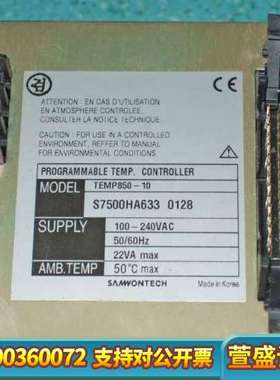 ATTENTION : EN CAS D'UTILISATION
EN ATMOSPHERE CONTROLEE,
CONSULTER LA NOTICE TECHNIQUE.
CAUTION : FOR USE IN A CONTROLLED
ENVIRONMENT, REFFER TO MANUAL
FOR ENVIRONMENTAL CONDITIONS.
CE
PROGRAMMABLE TEMP. CONTROLLER
MODEL
TEMP850-10
S7500HA633 0128
SUPPLY
100-240VAC
50/60Hz
22VA max
AMB.TEMP
50°C max
SAMWONTECH
Made in Korea
90360072 支持对公开票